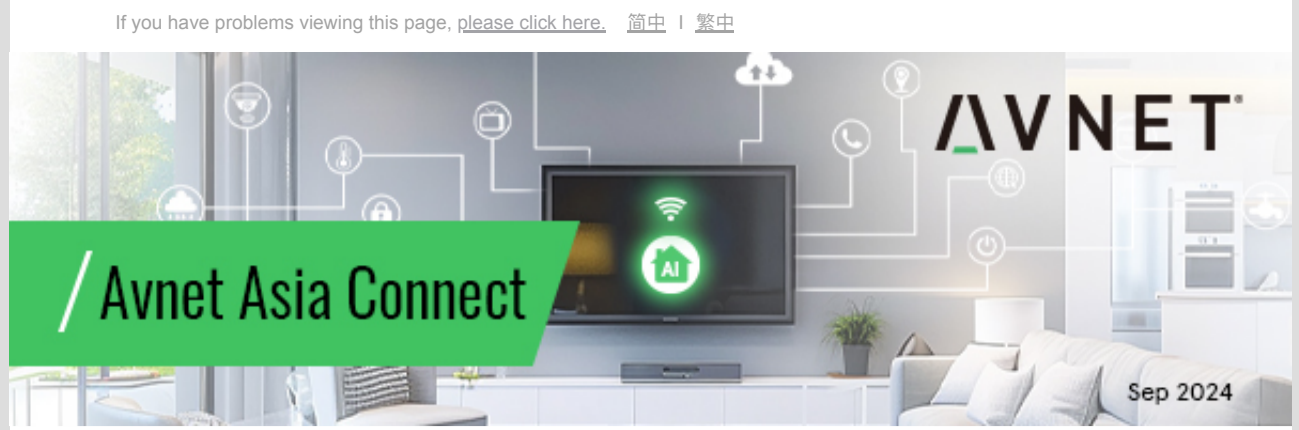 If you have problems viewing this page, please click here. 简中 I 繁中
AVNET®
AI
/ Avnet Asia Connect
Sep 2024